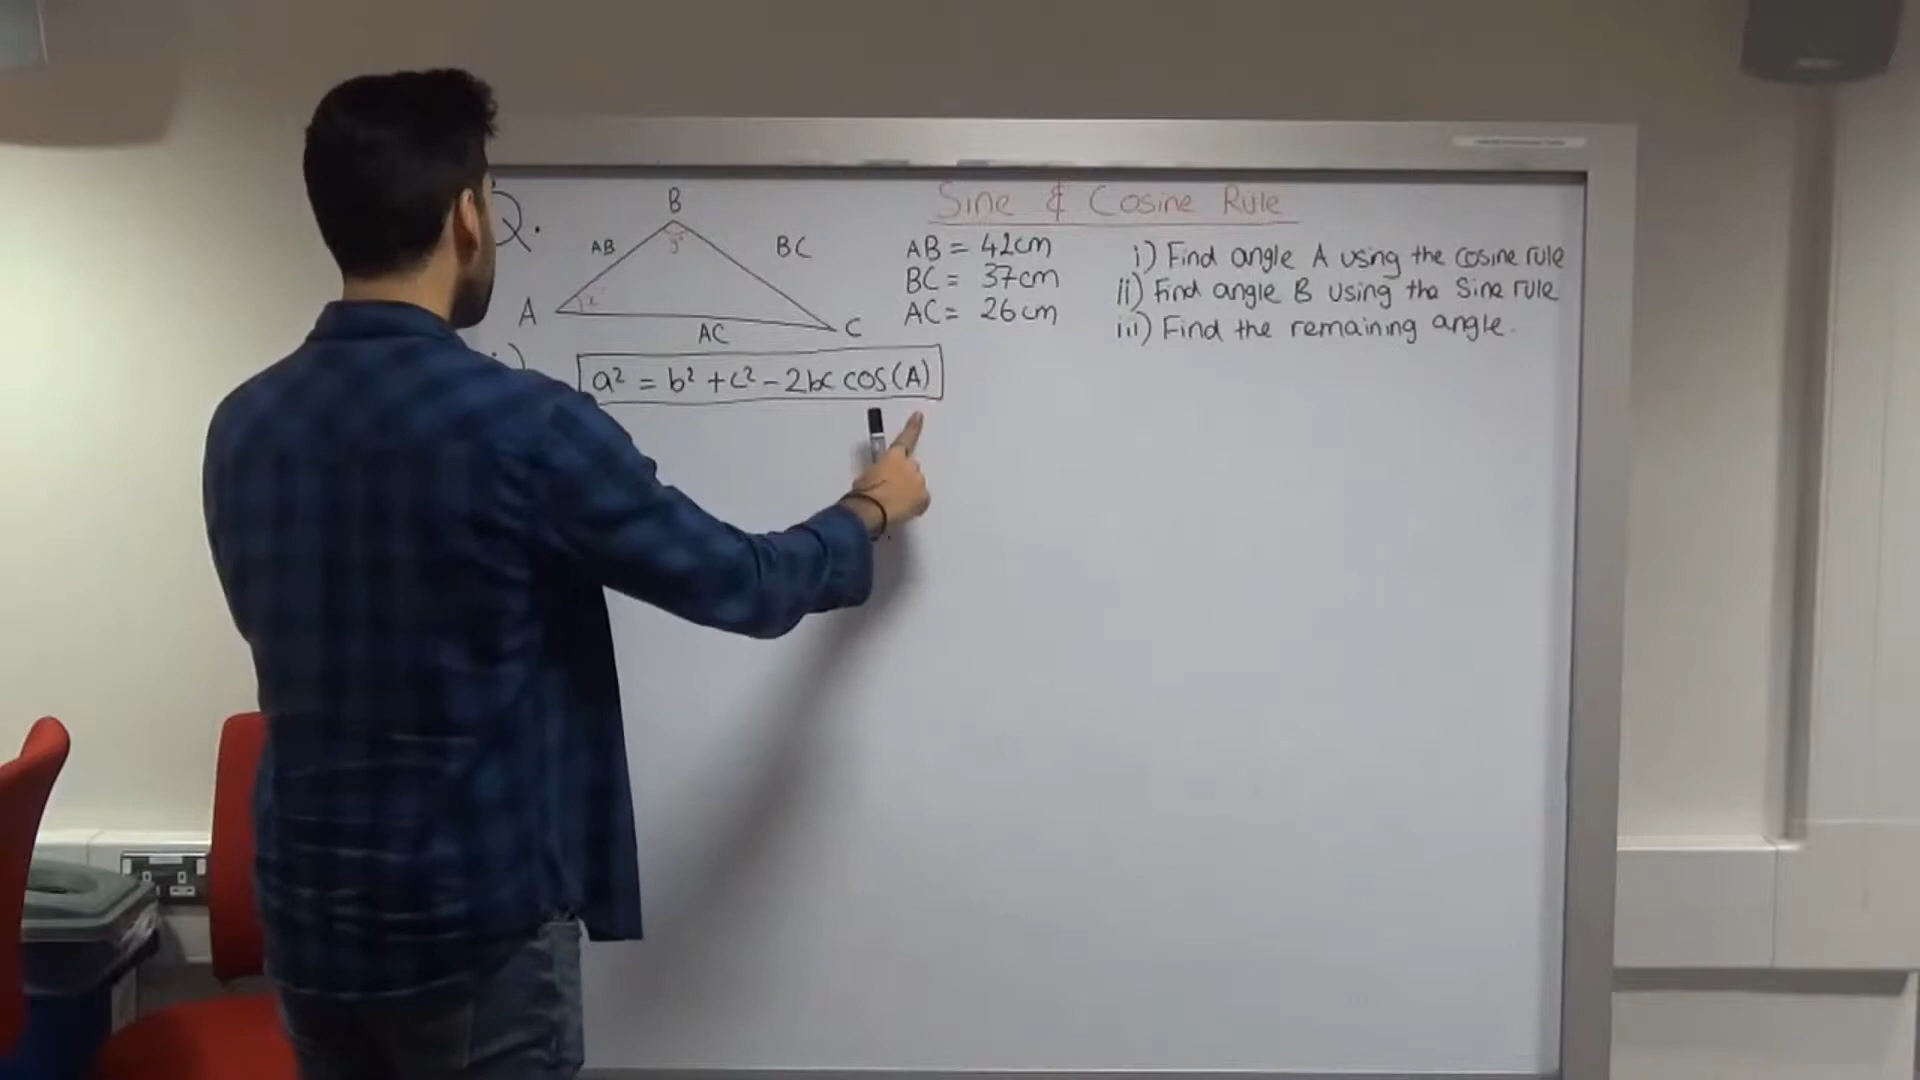 Sine & Cosine Rule
Q.
B
AB
BC
y°
A
x°
AC
C
AB = 42cm
BC = 37cm
AC = 26cm
i) Find angle A using the cosine rule
ii) Find angle B using the Sine rule
iii) Find the remaining angle.
i)
a² = b² + c² - 2bc cos(A)